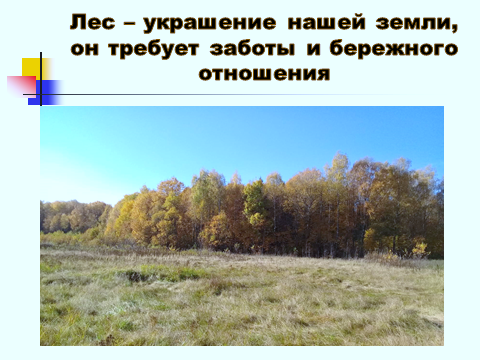 Лес – украшение нашей земли,
он требует заботы и бережного
отношения